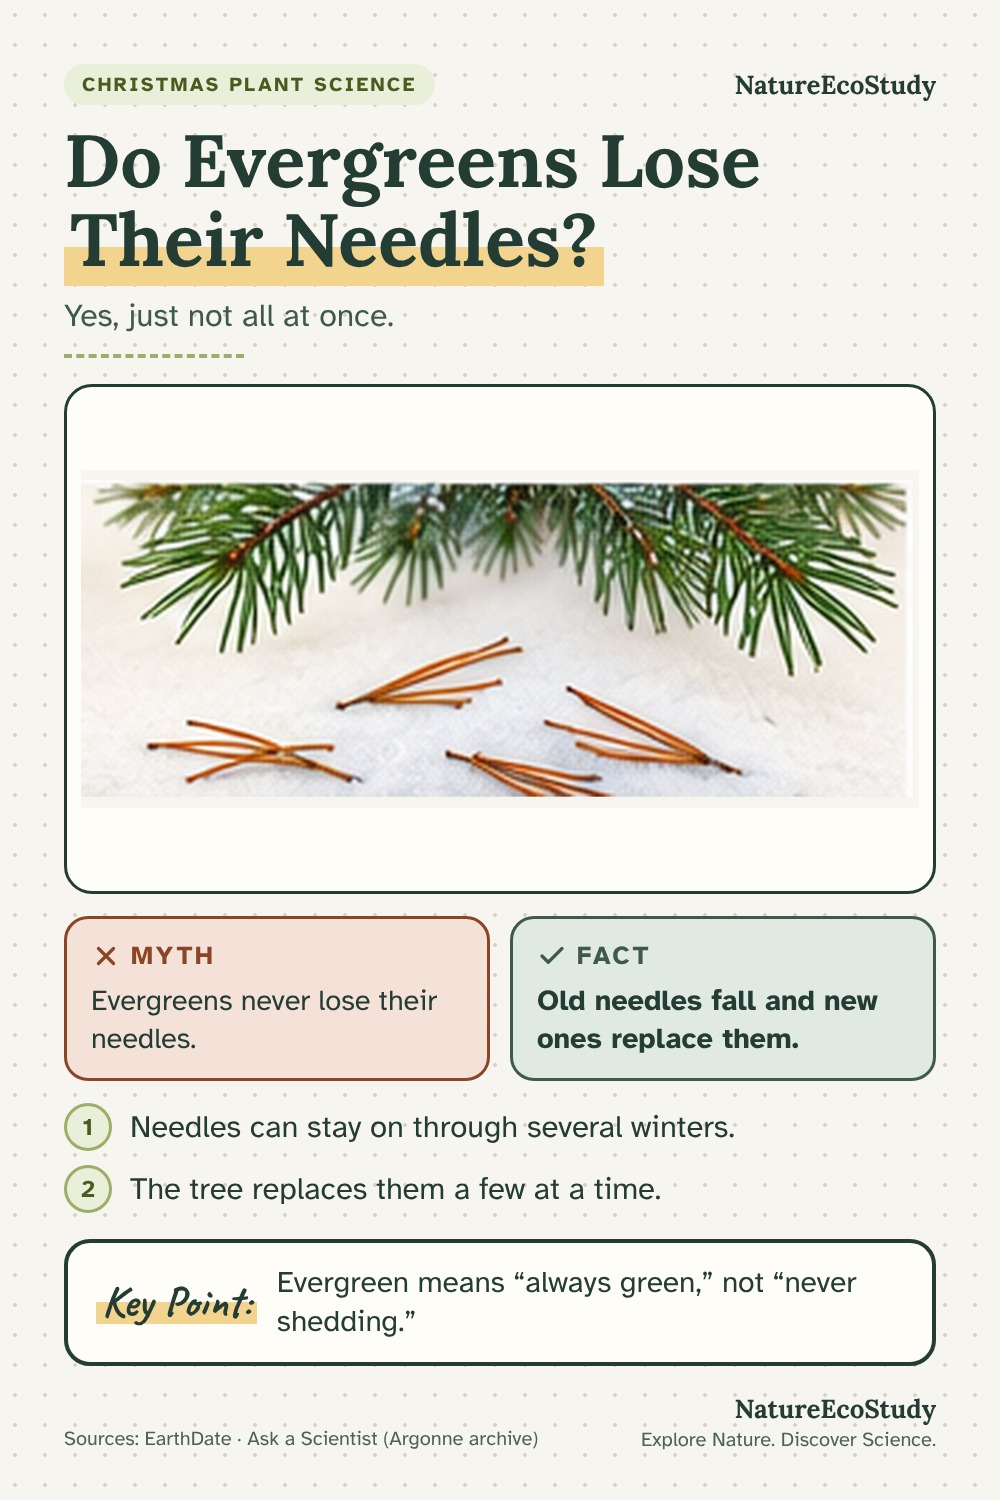 CHRISTMAS PLANT SCIENCE
NatureEcoStudy
Do Evergreens Lose
Their Needles?
Yes, just not all at once.
MYTH
Evergreens never lose their
needles.
FACT
Old needles fall and new
ones replace them.
1 Needles can stay on through several winters.
2 The tree replaces them a few at a time.
Key Point:
Evergreen means “always green,” not “never
shedding.”
NatureEcoStudy
Sources: EarthDate · Ask a Scientist (Argonne archive)
Explore Nature. Discover Science.